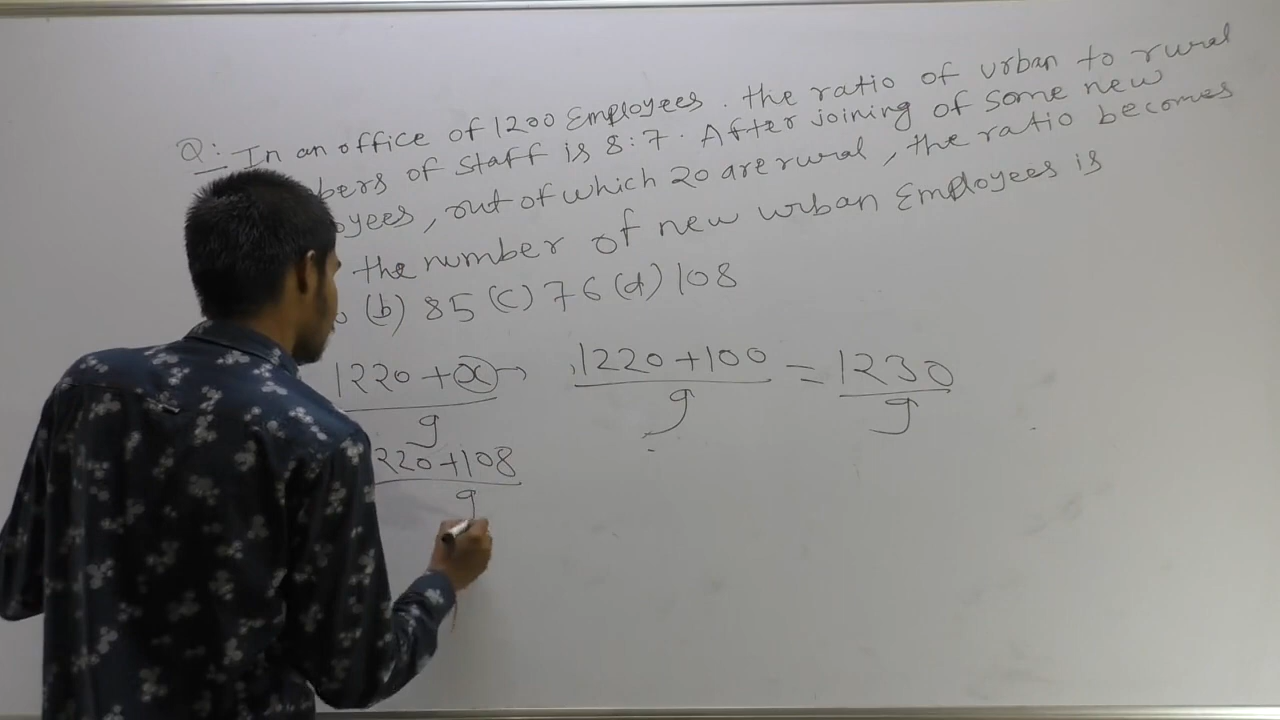 Q:- In an office of 1200 Employees. the ratio of urban to rural
bers of staff is 8:7. After joining of some new
oyees, out of which 20 are rural, the ratio becomes
the number of new urban Employees is
(b) 85 (c) 76 (d) 108
1220 + x → 1220 + 100 = 1230
9 9 9
220 + 108
9